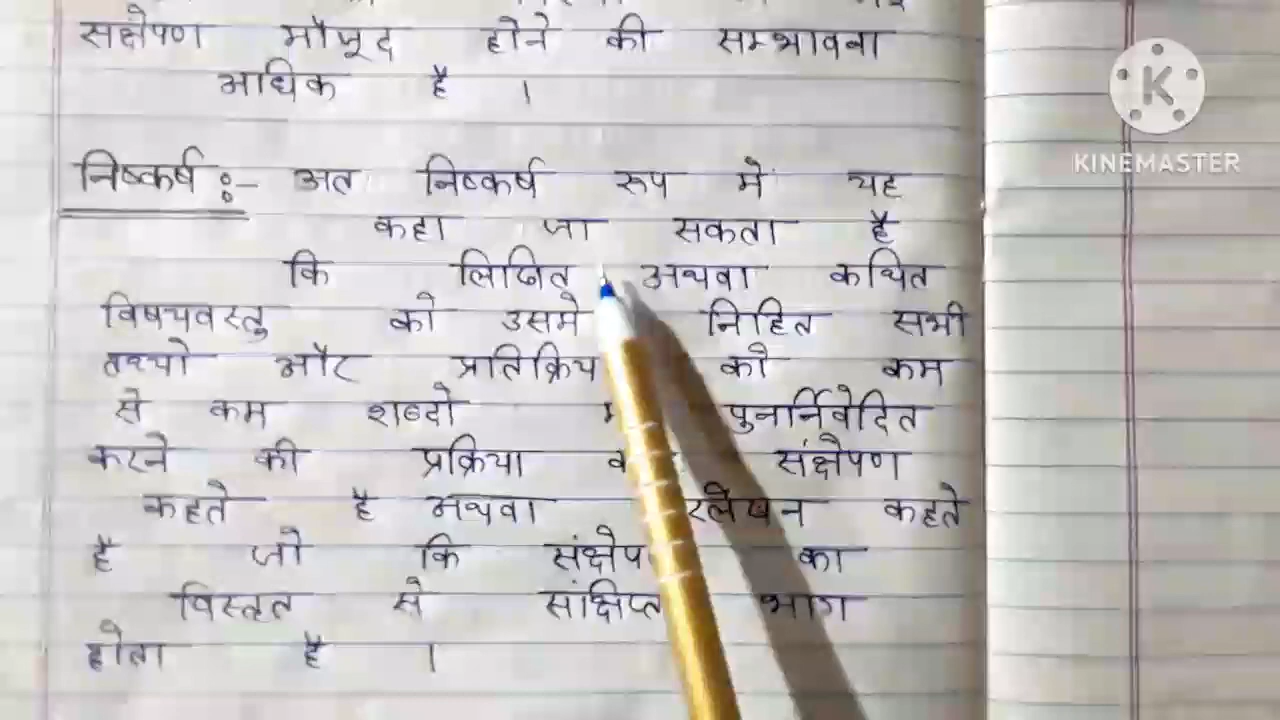 सक्षेपण मौजूद होने की सम्भावना
अधिक है ।
निष्कर्ष :- अत निष्कर्ष रूप में यह
कहा जा सकता है
कि लिखित अथवा कथित
विषयवस्तु को उसमे निहित सभी
तथ्यो और को कम
से कम शब्दो पुनर्निवेदित
करने की प्रक्रिया संक्षेपण
कहते है अथवा कहते
है जो कि का
विस्तृत से संक्षिप्त भाग
होता है ।
K
KINEMASTER